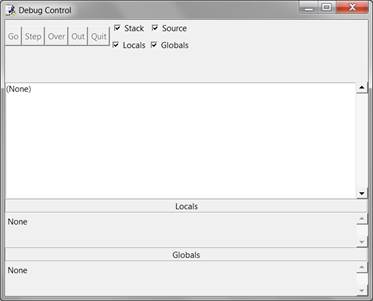 Debug Control
Go Step Over Out Quit
Stack Source
Locals Globals
(None)
Locals
None
Globals
None